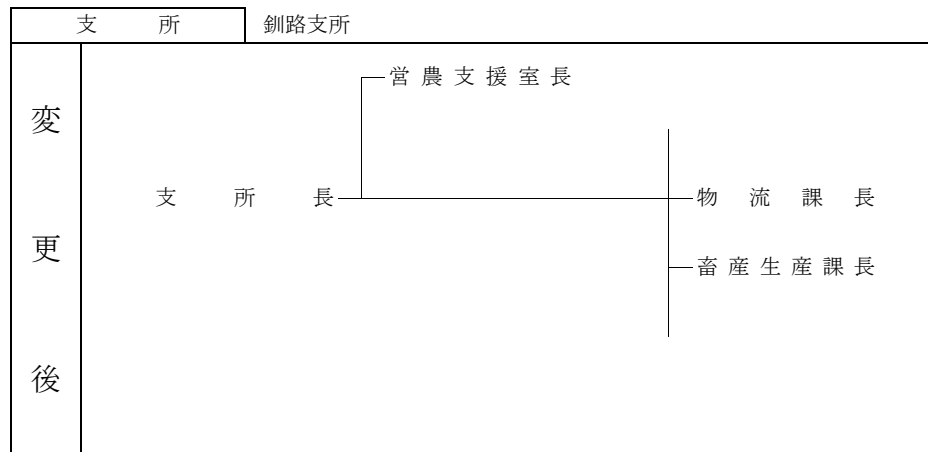 支所 釧路支所
変更後
営農支援室長
支所長 物流課長
畜産生産課長